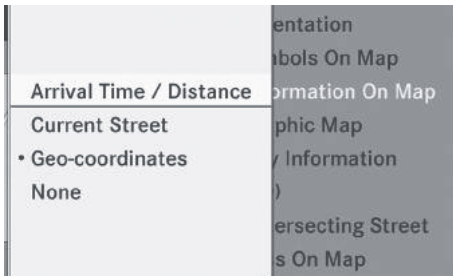 entation
bols On Map
Arrival Time / Distance
ormation On Map
Current Street
phic Map
• Geo-coordinates
y Information
None
)
ersecting Street
s On Map